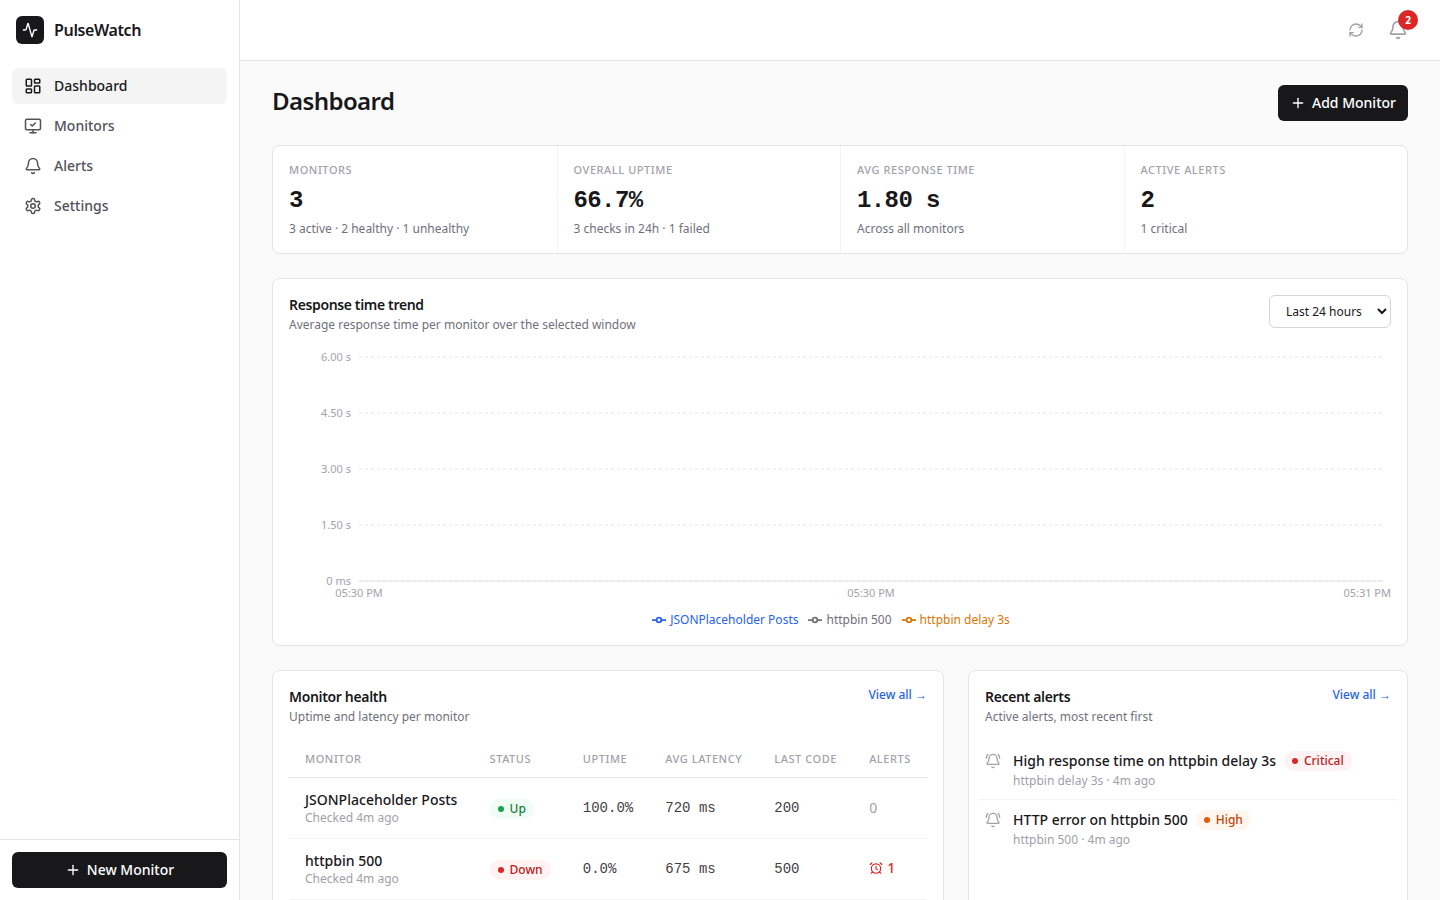 PulseWatch
2
Dashboard
Monitors
Alerts
Settings
New Monitor
Dashboard
Add Monitor
MONITORS
3
3 active · 2 healthy · 1 unhealthy
OVERALL UPTIME
66.7%
3 checks in 24h · 1 failed
AVG RESPONSE TIME
1.80 s
Across all monitors
ACTIVE ALERTS
2
1 critical
Response time trend
Average response time per monitor over the selected window
Last 24 hours
6.00 s
4.50 s
3.00 s
1.50 s
0 ms
05:30 PM 05:30 PM 05:31 PM
JSONPlaceholder Posts httpbin 500 httpbin delay 3s
Monitor health
View all →
Uptime and latency per monitor
MONITOR STATUS UPTIME AVG LATENCY LAST CODE ALERTS
JSONPlaceholder Posts Up 100.0% 720 ms 200 0
Checked 4m ago
httpbin 500 Down 0.0% 675 ms 500 1
Checked 4m ago
Recent alerts
View all →
Active alerts, most recent first
High response time on httpbin delay 3s Critical
httpbin delay 3s · 4m ago
HTTP error on httpbin 500 High
httpbin 500 · 4m ago